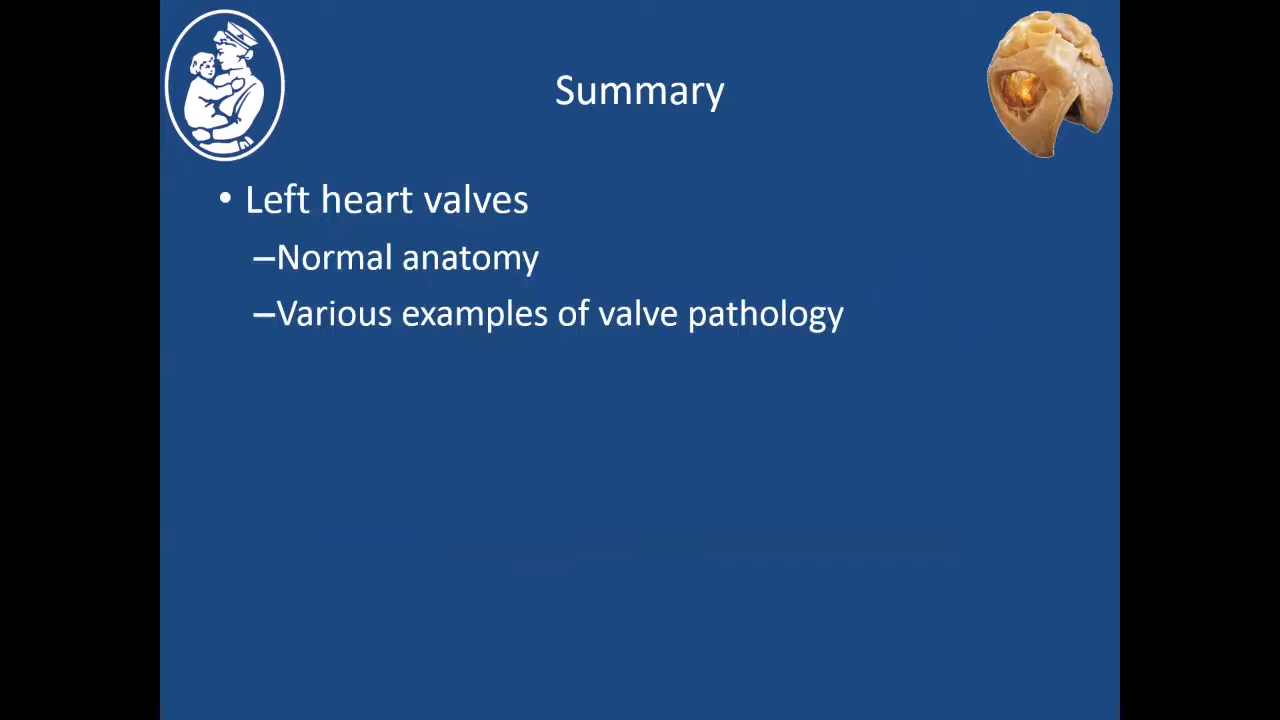 Summary
• Left heart valves
–Normal anatomy
–Various examples of valve pathology